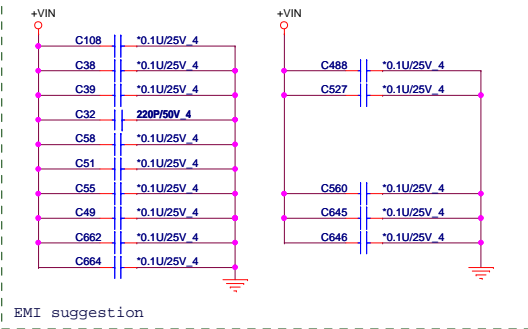 +VIN
C108 *0.1U/25V_4
C38 *0.1U/25V_4
C39 *0.1U/25V_4
C32 220P/50V_4
C58 *0.1U/25V_4
C51 *0.1U/25V_4
C55 *0.1U/25V_4
C49 *0.1U/25V_4
C662 *0.1U/25V_4
C664 *0.1U/25V_4
+VIN
C488 *0.1U/25V_4
C527 *0.1U/25V_4
C560 *0.1U/25V_4
C645 *0.1U/25V_4
C646 *0.1U/25V_4
EMI suggestion